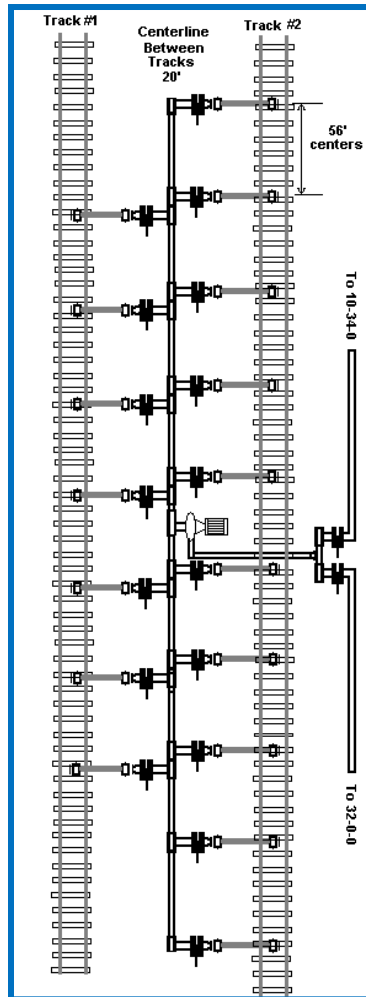 Track #1
Centerline
Between
Tracks
20'
Track #2
56'
centers
To 10-34-0
To 32-0-0